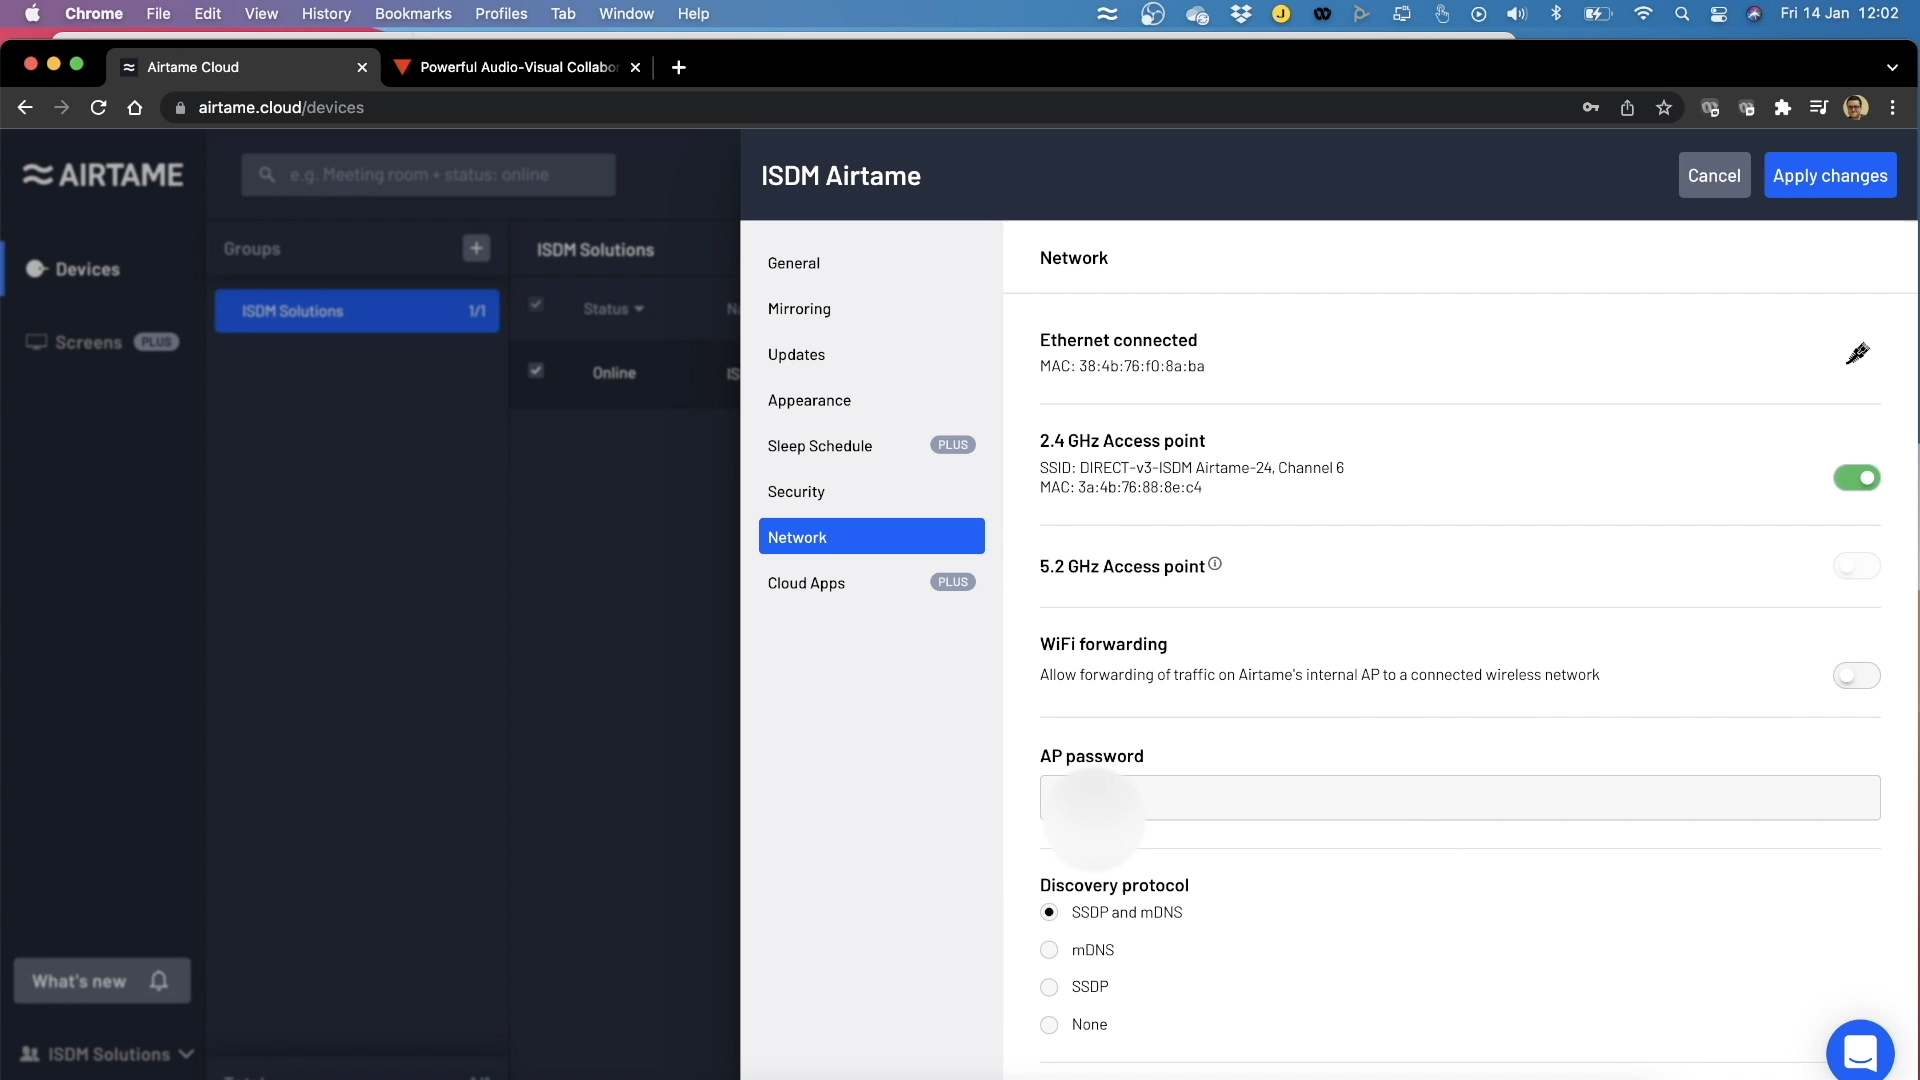 Chrome File Edit View History Bookmarks Profiles Tab Window Help
Fri 14 Jan 12:02
Airtame Cloud
Powerful Audio-Visual Collabo
airtame.cloud/devices
AIRTAME
e.g. Meeting room + status: online
ISDM Airtame
Cancel
Apply changes
Devices
Screens PLUS
Groups
ISDM Solutions 1/1
ISDM Solutions
Status
Online
General
Mirroring
Updates
Appearance
Sleep Schedule PLUS
Security
Network
Cloud Apps PLUS
Network
Ethernet connected
MAC: 38:4b:76:f0:8a:ba
2.4 GHz Access point
SSID: DIRECT-v3-ISDM Airtame-24, Channel 6
MAC: 3a:4b:76:88:8e:c4
5.2 GHz Access point
WiFi forwarding
Allow forwarding of traffic on Airtame's internal AP to a connected wireless network
AP password
Discovery protocol
SSDP and mDNS
mDNS
SSDP
None
What's new
ISDM Solutions